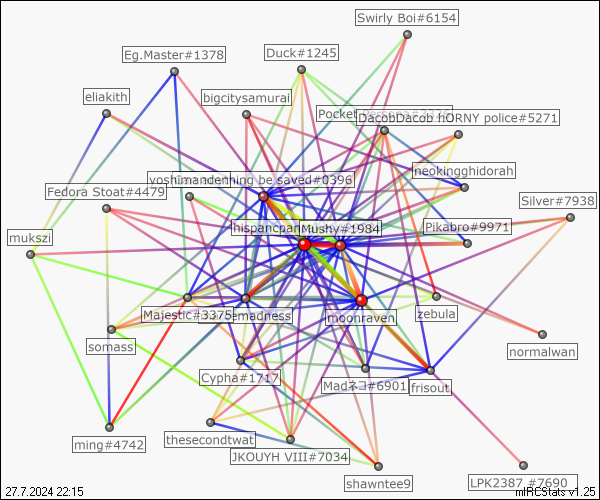 Swirly Boi#6154
Duck#1245
Eg.Master#1378
eliakith
bigcitysamurai
Pocket
DacobDacob hORNY police#5271
neokingghidorah
yoshimand
be saved#0396
Fedora Stoat#4479
Silver#7938
hispancpan
Mushy#1984
Pikabro#9971
mukszi
Majestic#3375
emadness
moonraven
zebula
somass
normalwan
Cypha#1717
Madネコ#6901
frisout
ming#4742
thesecondtwat
JKOUYH VIII#7034
shawntee9
LPK2387 #7690
27.7.2024 22:15
mIRCStats v1.25